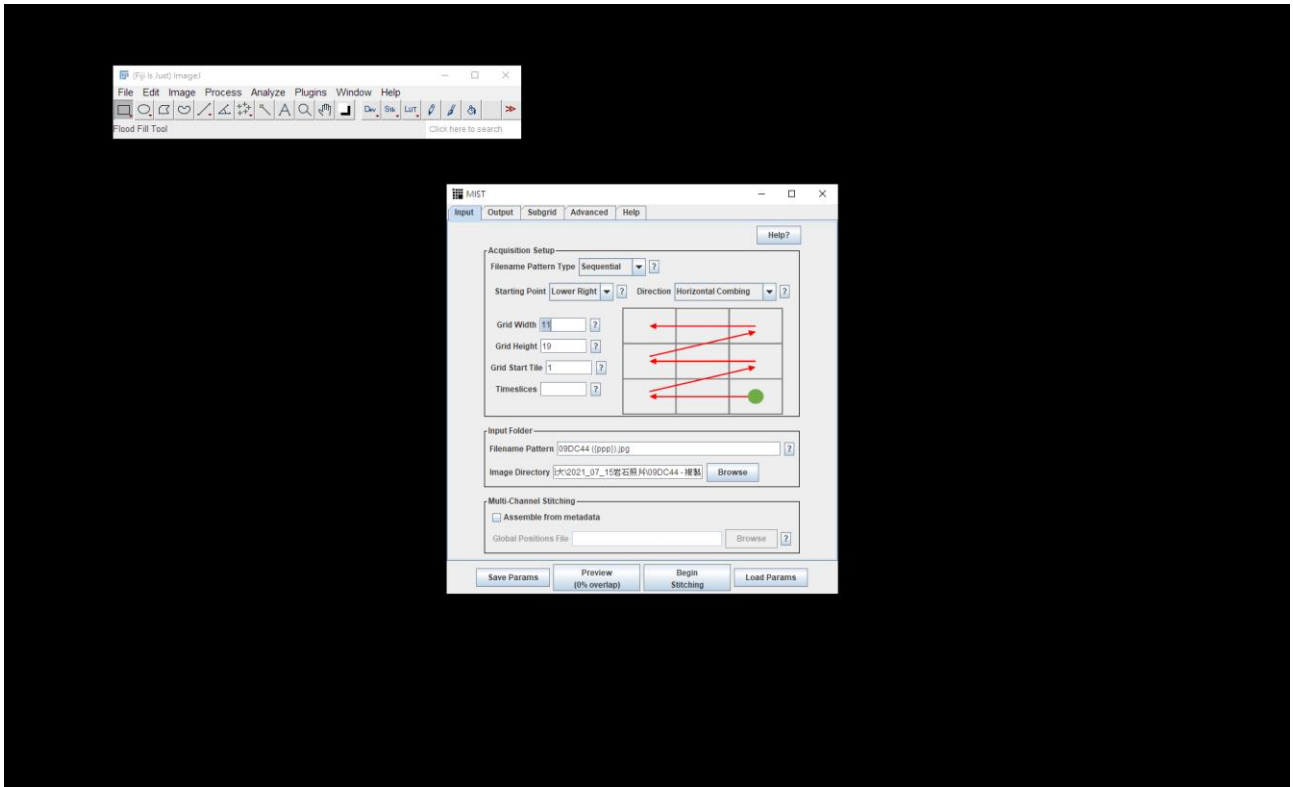 (Fiji Is Just) ImageJ
File Edit Image Process Analyze Plugins Window Help
Dev Stk LUT
Flood Fill Tool
Click here to search
MIST
Input Output Subgrid Advanced Help
Help?
Acquisition Setup
Filename Pattern Type Sequential ?
Starting Point Lower Right ? Direction Horizontal Combing ?
Grid Width 11 ?
Grid Height 19 ?
Grid Start Tile 1 ?
Timeslices ?
Input Folder
Filename Pattern 09DC44 ({ppp}).jpg ?
Image Directory \2021_07_15岩石照片\09DC44 - 複製 Browse
Multi-Channel Stitching
Assemble from metadata
Global Positions File Browse ?
Save Params Preview (0% overlap) Begin Stitching Load Params